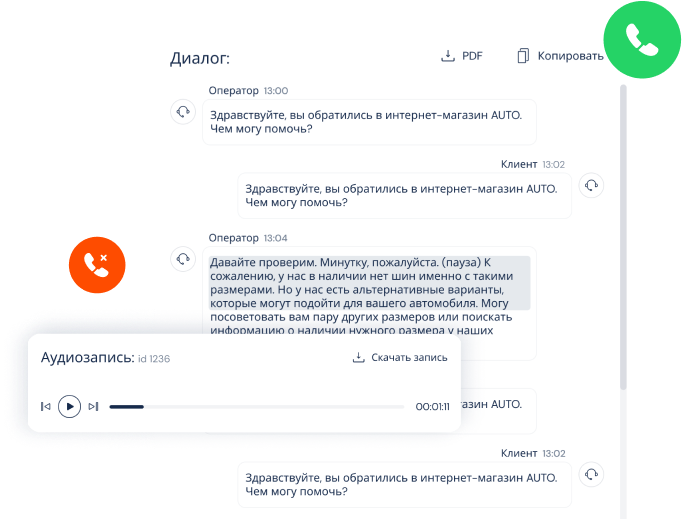 Диалог:
PDF
Копировать
Оператор 13:00
Здравствуйте, вы обратились в интернет-магазин AUTO.
Чем могу помочь?
Клиент 13:02
Здравствуйте, вы обратились в интернет-магазин AUTO.
Чем могу помочь?
Оператор 13:04
Давайте проверим. Минутку, пожалуйста. (пауза) К
сожалению, у нас в наличии нет шин именно с такими
размерами. Но у нас есть альтернативные варианты,
которые могут подойти для вашего автомобиля. Могу
посоветовать вам пару других размеров или поискать
информацию о наличии нужного размера у наших
Аудиозапись: id 1236
Скачать запись
00:01:11
азин AUTO.
Клиент 13:02
Здравствуйте, вы обратились в интернет-магазин AUTO.
Чем могу помочь?